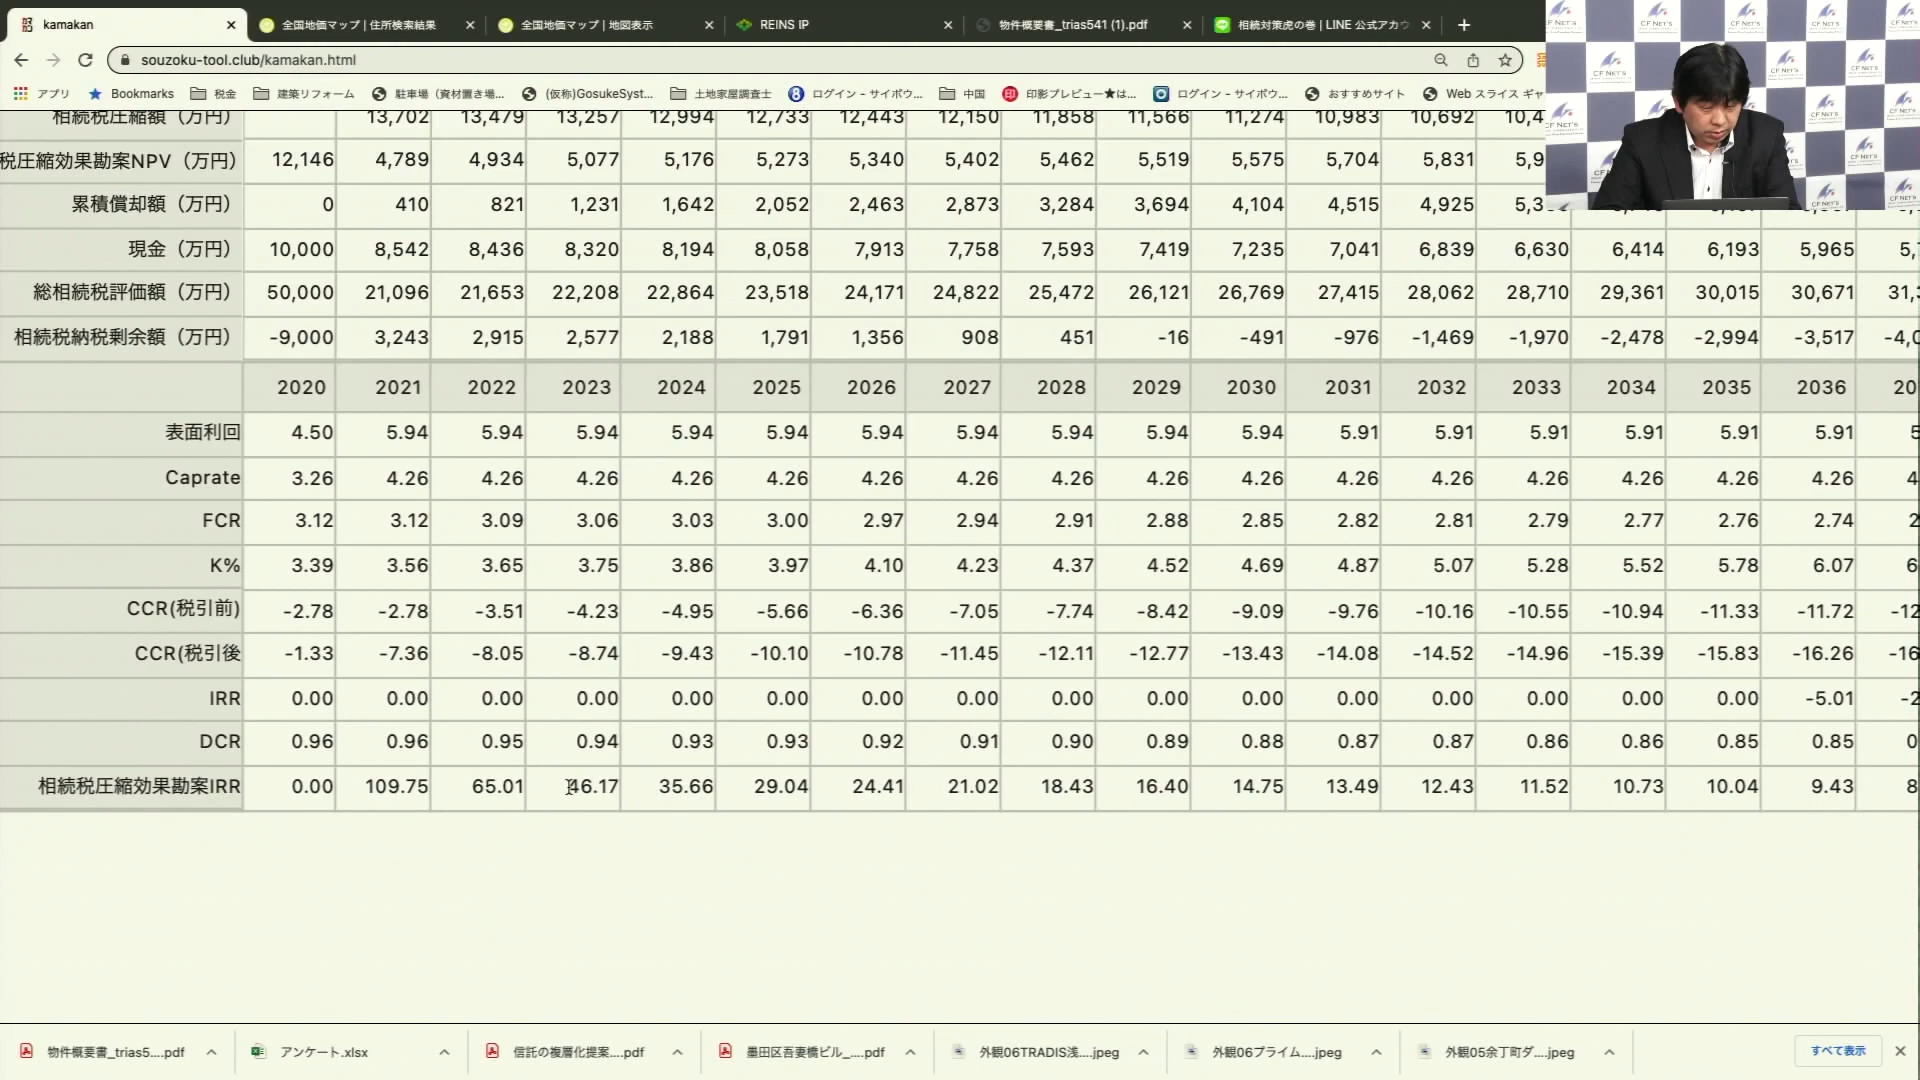 kamakan
全国地価マップ | 住所検索結果
全国地価マップ | 地図表示
REINS IP
物件概要書_trias541 (1).pdf
相続対策虎の巻 | LINE 公式アカウ
souzoku-tool.club/kamakan.html
アプリ Bookmarks 税金 建築リフォーム 駐車場（資材置き場... (仮称)GosukeSyst... 土地家屋調査士 ログイン - サイボウ... 中国 印影プレビュー★は... ログイン - サイボウ... おすすめサイト Web スライス ギャ
CF NET'S
相続税圧縮額（万円） 13,702 13,479 13,257 12,994 12,733 12,443 12,150 11,858 11,566 11,274 10,983 10,692 10,4
税圧縮効果勘案NPV（万円） 12,146 4,789 4,934 5,077 5,176 5,273 5,340 5,402 5,462 5,519 5,575 5,704 5,831 5,9
累積償却額（万円） 0 410 821 1,231 1,642 2,052 2,463 2,873 3,284 3,694 4,104 4,515 4,925
現金（万円） 10,000 8,542 8,436 8,320 8,194 8,058 7,913 7,758 7,593 7,419 7,235 7,041 6,839 6,630 6,414 6,193 5,965 5,
総相続税評価額（万円） 50,000 21,096 21,653 22,208 22,864 23,518 24,171 24,822 25,472 26,121 26,769 27,415 28,062 28,710 29,361 30,015 30,671 31,
相続税納税剰余額（万円） -9,000 3,243 2,915 2,577 2,188 1,791 1,356 908 451 -16 -491 -976 -1,469 -1,970 -2,478 -2,994 -3,517 -4,0
2020 2021 2022 2023 2024 2025 2026 2027 2028 2029 2030 2031 2032 2033 2034 2035 2036 20
表面利回 4.50 5.94 5.94 5.94 5.94 5.94 5.94 5.94 5.94 5.94 5.94 5.91 5.91 5.91 5.91 5.91 5.91 5
Caprate 3.26 4.26 4.26 4.26 4.26 4.26 4.26 4.26 4.26 4.26 4.26 4.26 4.26 4.26 4.26 4.26 4.26 4
FCR 3.12 3.12 3.09 3.06 3.03 3.00 2.97 2.94 2.91 2.88 2.85 2.82 2.81 2.79 2.77 2.76 2.74 2
K% 3.39 3.56 3.65 3.75 3.86 3.97 4.10 4.23 4.37 4.52 4.69 4.87 5.07 5.28 5.52 5.78 6.07 6
CCR(税引前) -2.78 -2.78 -3.51 -4.23 -4.95 -5.66 -6.36 -7.05 -7.74 -8.42 -9.09 -9.76 -10.16 -10.55 -10.94 -11.33 -11.72 -12
CCR(税引後 -1.33 -7.36 -8.05 -8.74 -9.43 -10.10 -10.78 -11.45 -12.11 -12.77 -13.43 -14.08 -14.52 -14.96 -15.39 -15.83 -16.26 -16
IRR 0.00 0.00 0.00 0.00 0.00 0.00 0.00 0.00 0.00 0.00 0.00 0.00 0.00 0.00 0.00 0.00 -5.01 -2
DCR 0.96 0.96 0.95 0.94 0.93 0.93 0.92 0.91 0.90 0.89 0.88 0.87 0.87 0.86 0.86 0.85 0.85 0
相続税圧縮効果勘案IRR 0.00 109.75 65.01 46.17 35.66 29.04 24.41 21.02 18.43 16.40 14.75 13.49 12.43 11.52 10.73 10.04 9.43 8
物件概要書_trias5....pdf
アンケート.xlsx
信託の複層化提案....pdf
墨田区吾妻橋ビル_....pdf
外観06TRADIS浅....jpeg
外観06プライム....jpeg
外観05余丁町ダ....jpeg
すべて表示